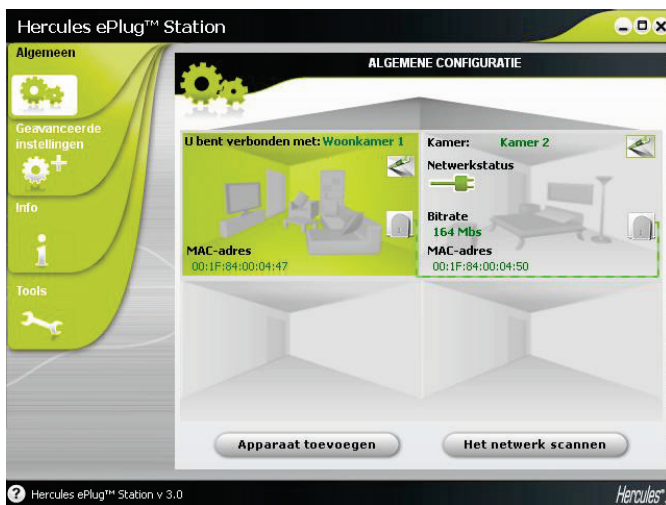 Hercules ePlug™ Station
Algemeen
Geavanceerde
instellingen
Info
Tools
ALGEMENE CONFIGURATIE
U bent verbonden met: Woonkamer 1
MAC-adres
00:1F:84:00:04:47
Kamer: Kamer 2
Netwerkstatus
Bitrate
164 Mbs
MAC-adres
00:1F:84:00:04:50
Apparaat toevoegen
Het netwerk scannen
? Hercules ePlug™ Station v 3.0
Hercules